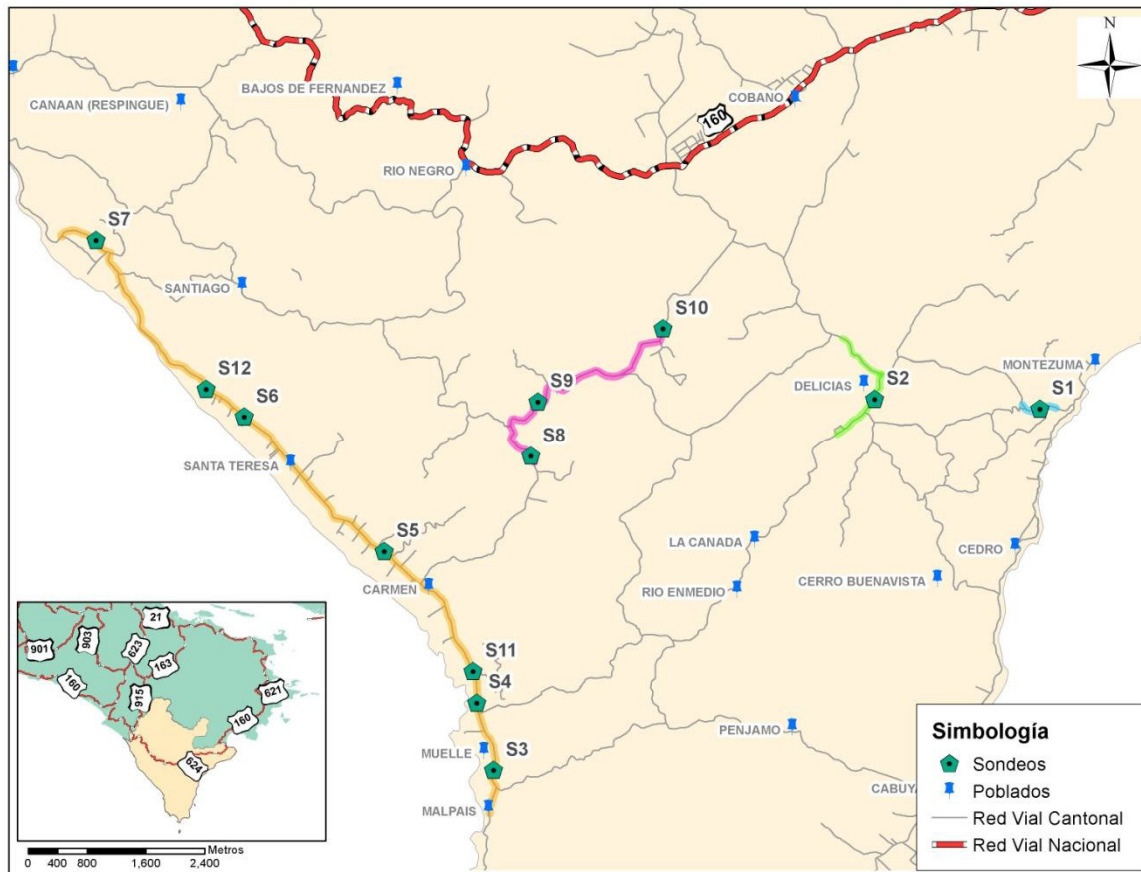 N
BAJOS DE FERNANDEZ
CANAAN (RESPINGUE)
COBANO
160
RIO NEGRO
S7
SANTIAGO
S10
S12
S6
S9
DELICIAS
S2
MONTEZUMA
S1
S8
SANTA TERESA
S5
LA CANADA
CEDRO
CARMEN
RIO ENMEDIO
CERRO BUENAVISTA
S11
S4
MUELLE
S3
PENJAMO
MALPAIS
CABUYA
21
901
903
623
163
160
915
621
160
624
0 400 800 1,600 2,400 Metros
Simbología
Sondeos
Poblados
Red Vial Cantonal
Red Vial Nacional